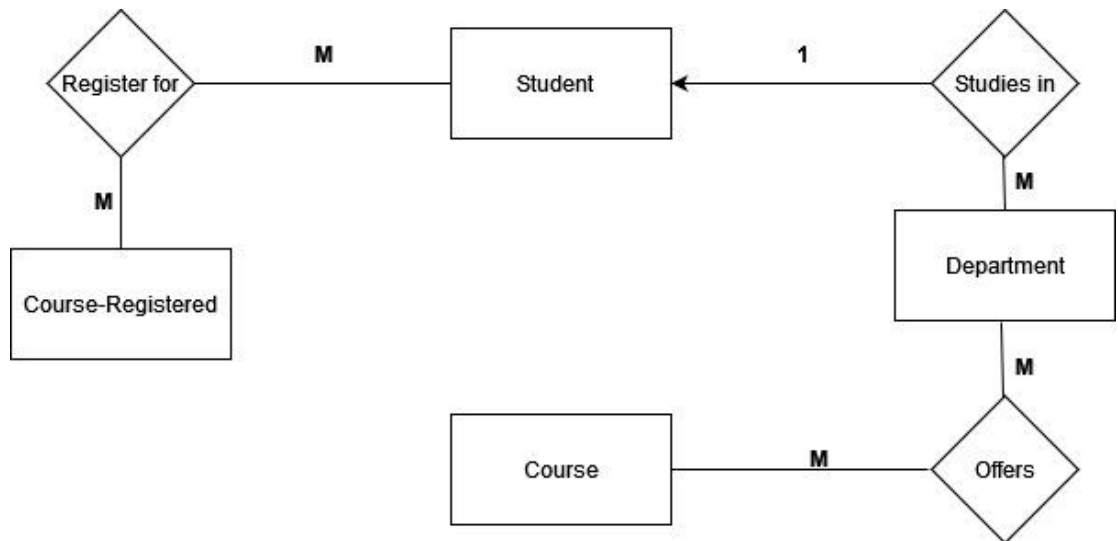 Register for
M
Student
1
Studies in
M
M
Course-Registered
Department
M
Course
M
Offers